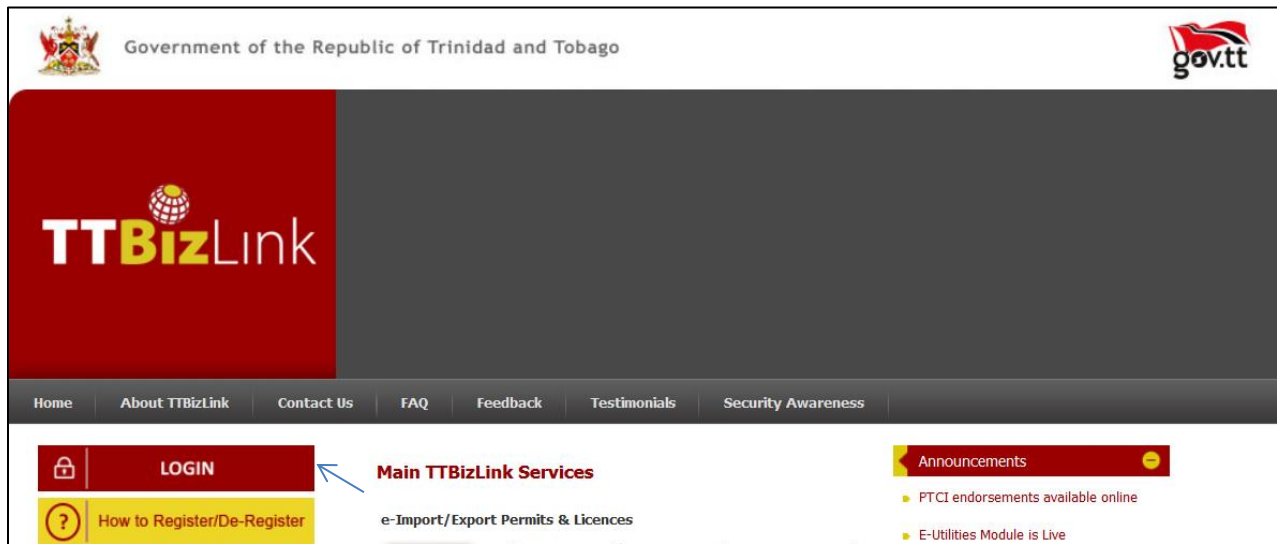 Government of the Republic of Trinidad and Tobago
gov.tt
TTBizLink
Home About TTBizLink Contact Us FAQ Feedback Testimonials Security Awareness
LOGIN
? How to Register/De-Register
Main TTBizLink Services
e-Import/Export Permits & Licences
Announcements
PTCI endorsements available online
E-Utilities Module is Live